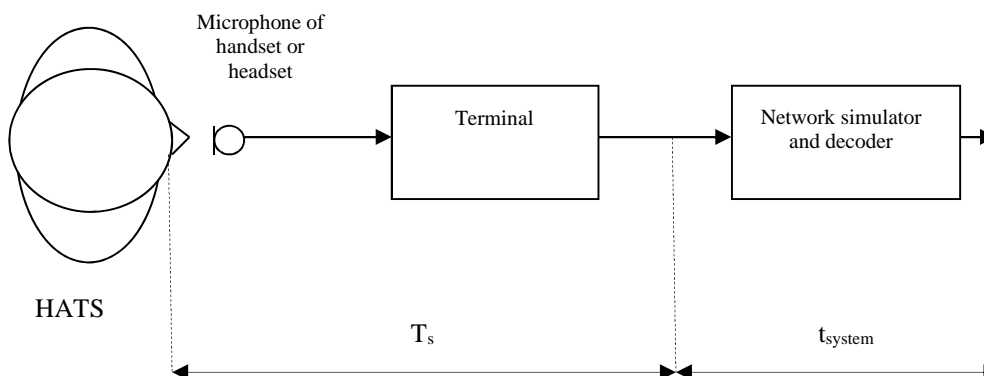 Microphone of
handset or
headset
Terminal
Network simulator
and decoder
HATS
Ts
tsystem